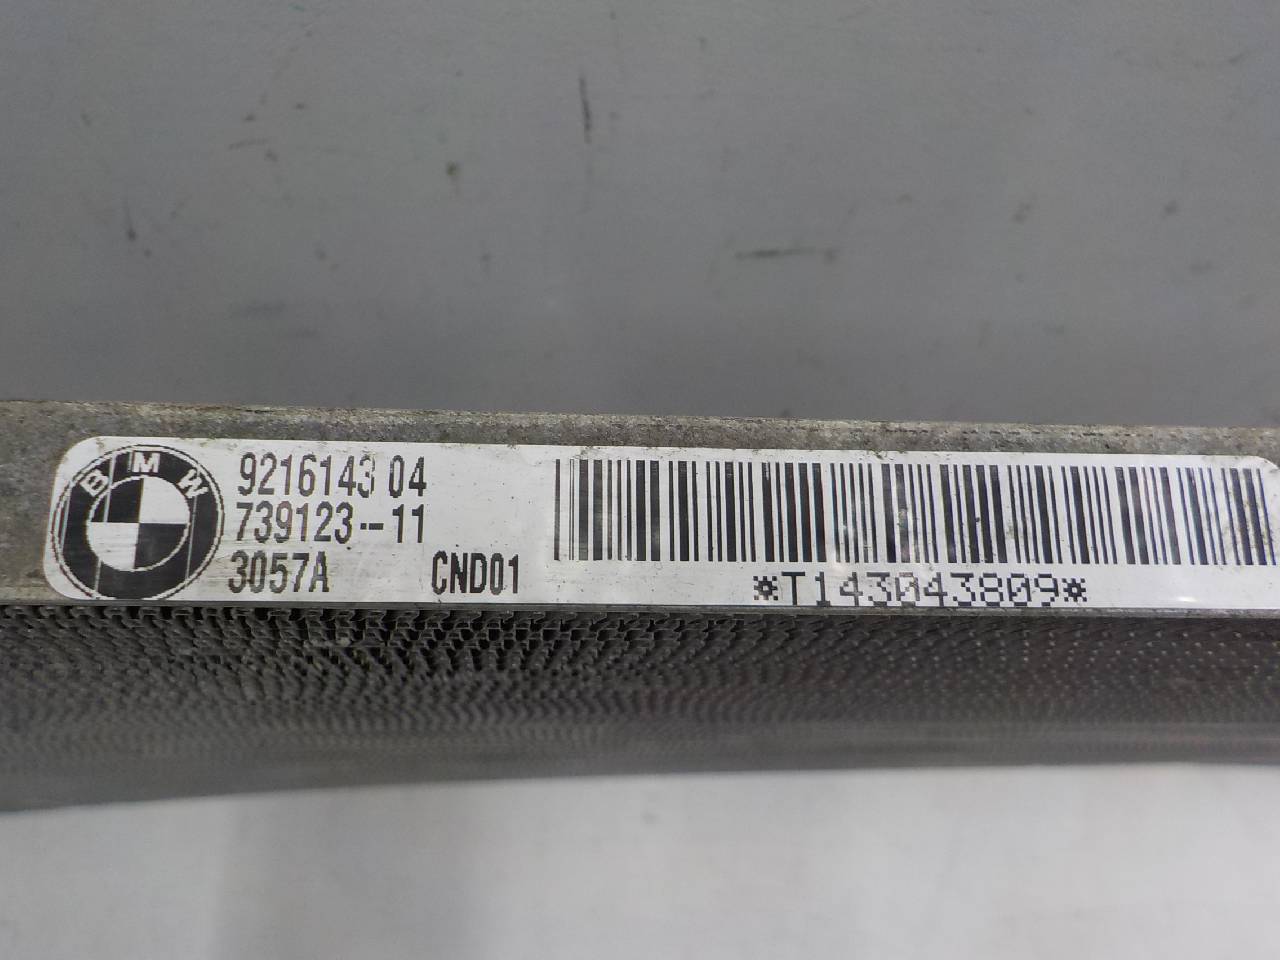 BMW
9216143 04
739123--11
3057A CND01
*T143043809*